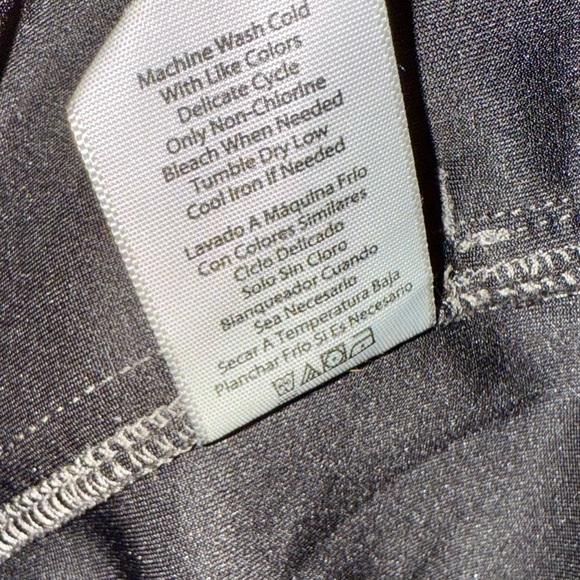 Machine Wash Cold
With Like Colors
Delicate Cycle
Only Non-Chlorine
Bleach When Needed
Tumble Dry Low
Cool Iron if Needed
Lavado A Máquina Frío
Con Colores Similares
Ciclo Delicado
Solo Sin Cloro
Blanqueador Cuando
Sea Necesario
Secar A Temperatura Baja
Planchar Frío Si Es Necesario